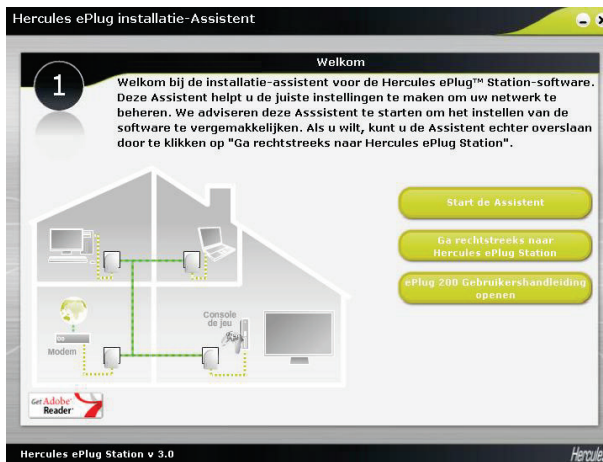 Hercules ePlug installatie-Assistent
Welkom
1
Welkom bij de installatie-assistent voor de Hercules ePlug™ Station-software.
Deze Assistent helpt u de juiste instellingen te maken om uw netwerk te
beheren. We adviseren deze Asssistent te starten om het instellen van de
software te vergemakkelijken. Als u wilt, kunt u de Assistent echter overslaan
door te klikken op "Ga rechtstreeks naar Hercules ePlug Station".
Start de Assistent
Ga rechtstreeks naar
Hercules ePlug Station
ePlug 200 Gebruikershandleiding
openen
Console
de jeu
Modem
Get Adobe®
Reader®
Hercules ePlug Station v 3.0
Hercules